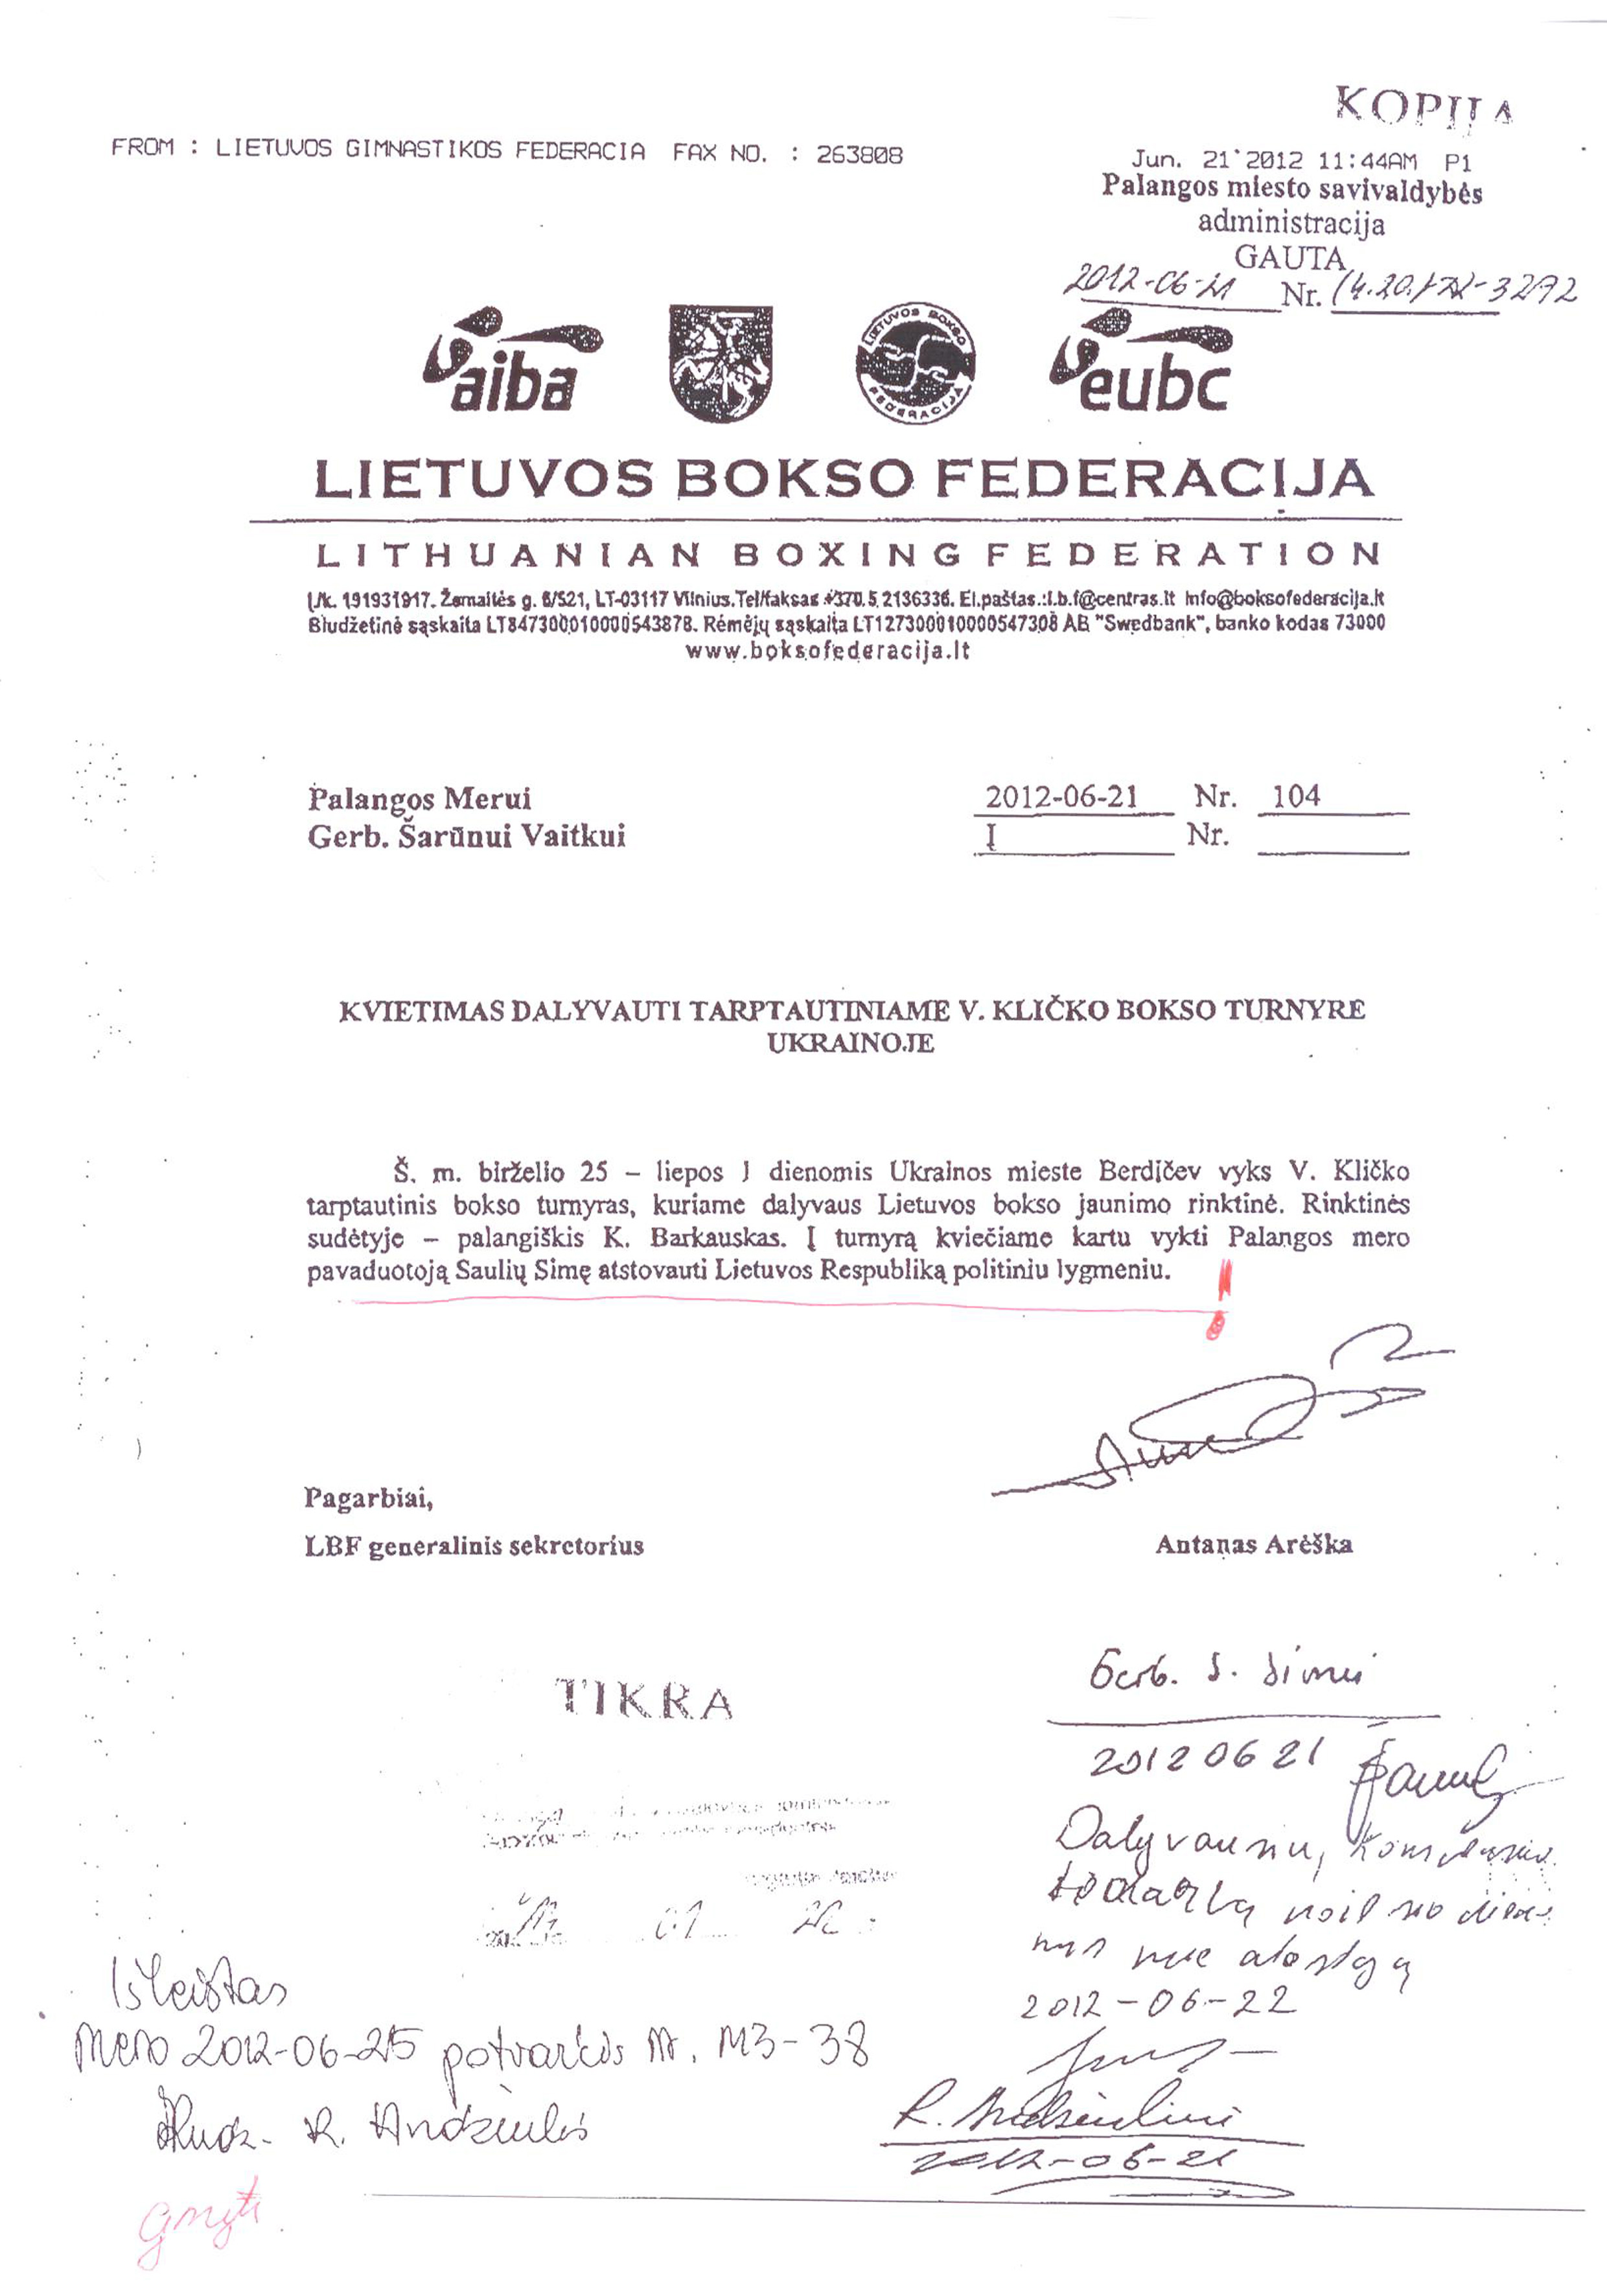 KOPIJA
FROM : LIETUVOS GIMNASTIKOS FEDERACIA FAX NO. : 263808
Jun. 21 2012 11:44AM P1
Palangos miesto savivaldybės
administracija
GAUTA
2012-06-21 Nr.
aiba
LIETUVOS BOKSO
FEDERACIJA
eubc
LIETUVOS BOKSO FEDERACIJA
LITHUANIAN BOXING FEDERATION
Į./k. 191931917. Žemaitės g. 6/521, LT-03117 Vilnius. Tel/faksas +370.5.2136336. El.paštas.:l.b.f@centras.lt info@boksofederacija.lt
Biudžetinė sąskaita LT847300010000543878. Rėmėjų sąskaita LT127300010000547308 AB "Swedbank", banko kodas 73000
www.boksofederacija.lt
Palangos Merui 2012-06-21 Nr. 104
Gerb. Šarūnui Vaitkui Į Nr.
KVIETIMAS DALYVAUTI TARPTAUTINIAME V. KLIČKO BOKSO TURNYRE
UKRAINOJE
Š. m. birželio 25 – liepos 1 dienomis Ukrainos mieste Berdičev vyks V. Kličko
tarptautinis bokso turnyras, kuriame dalyvaus Lietuvos bokso jaunimo rinktinė. Rinktinės
sudėtyje – palangiškis K. Barkauskas. Į turnyrą kviečiame kartu vykti Palangos mero
pavaduotoją Saulių Simę atstovauti Lietuvos Respubliką politiniu lygmeniu.
!
Pagarbiai,
LBF generalinis sekretorius Antanas Arėška
Gerb. S. Simui
TIKRA
2012 06 21
Dalyvausiu,
2012-06-22
Išleistas
Mero 2012-06-25 potvarkis Nr. M3-38
R. Andziulienei
2012-06-21